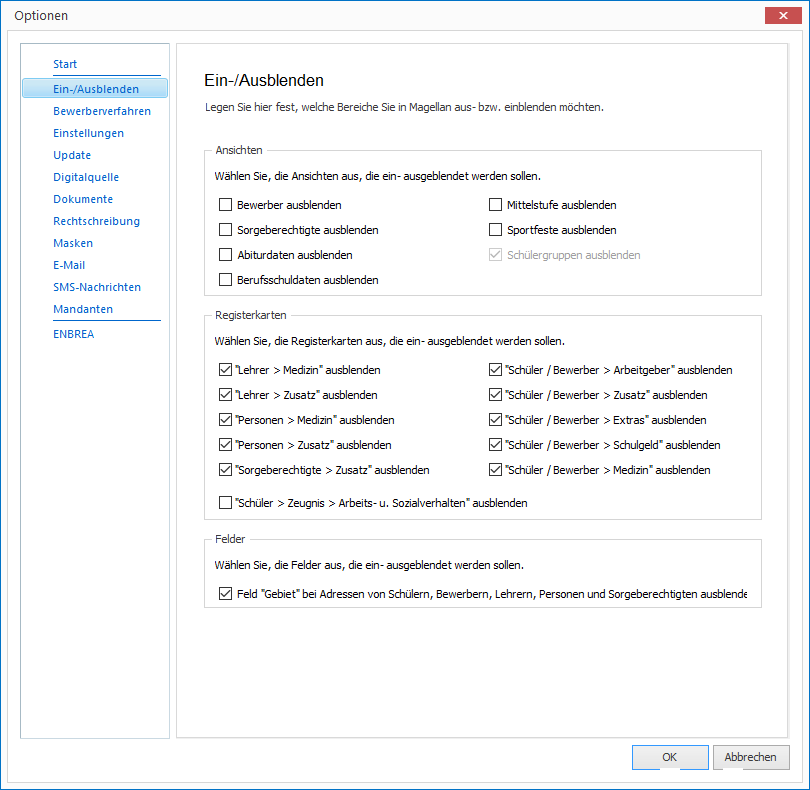 Optionen
Start
Ein-/Ausblenden
Bewerberverfahren
Einstellungen
Update
Digitalquelle
Dokumente
Rechtschreibung
Masken
E-Mail
SMS-Nachrichten
Mandanten
ENBREA
Ein-/Ausblenden
Legen Sie hier fest, welche Bereiche Sie in Magellan aus- bzw. einblenden möchten.
Ansichten
Wählen Sie, die Ansichten aus, die ein- ausgeblendet werden sollen.
Bewerber ausblenden
Mittelstufe ausblenden
Sorgeberechtigte ausblenden
Sportfeste ausblenden
Abiturdaten ausblenden
Schülergruppen ausblenden
Berufsschuldaten ausblenden
Registerkarten
Wählen Sie, die Registerkarten aus, die ein- ausgeblendet werden sollen.
"Lehrer > Medizin" ausblenden
"Schüler / Bewerber > Arbeitgeber" ausblenden
"Lehrer > Zusatz" ausblenden
"Schüler / Bewerber > Zusatz" ausblenden
"Personen > Medizin" ausblenden
"Schüler / Bewerber > Extras" ausblenden
"Personen > Zusatz" ausblenden
"Schüler / Bewerber > Schulgeld" ausblenden
"Sorgeberechtigte > Zusatz" ausblenden
"Schüler / Bewerber > Medizin" ausblenden
"Schüler > Zeugnis > Arbeits- u. Sozialverhalten" ausblenden
Felder
Wählen Sie, die Felder aus, die ein- ausgeblendet werden sollen.
Feld "Gebiet" bei Adressen von Schülern, Bewerbern, Lehrern, Personen und Sorgeberechtigten ausblende
OK
Abbrechen